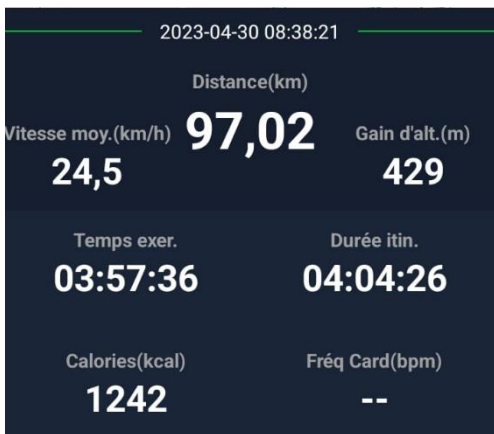 2023-04-30 08:38:21
Distance(km)
97,02
Vitesse moy.(km/h)
24,5
Gain d'alt.(m)
429
Temps exer.
03:57:36
Durée itin.
04:04:26
Calories(kcal)
1242
Fréq Card(bpm)
--